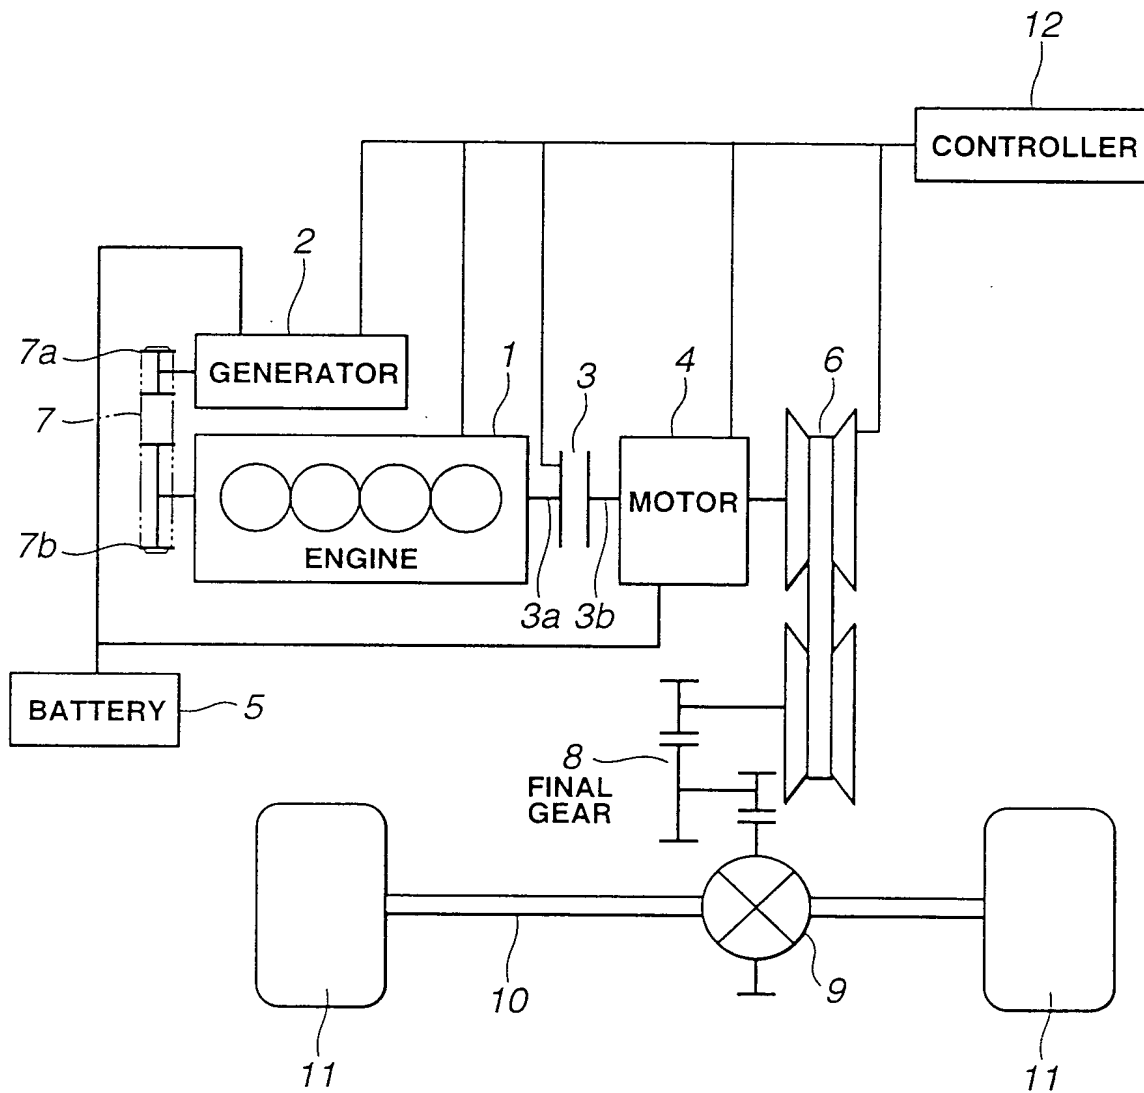 12
CONTROLLER
2
7a
GENERATOR
1
3
4
6
7
MOTOR
7b
ENGINE
3a
3b
BATTERY
5
8
FINAL
GEAR
10
9
11
11